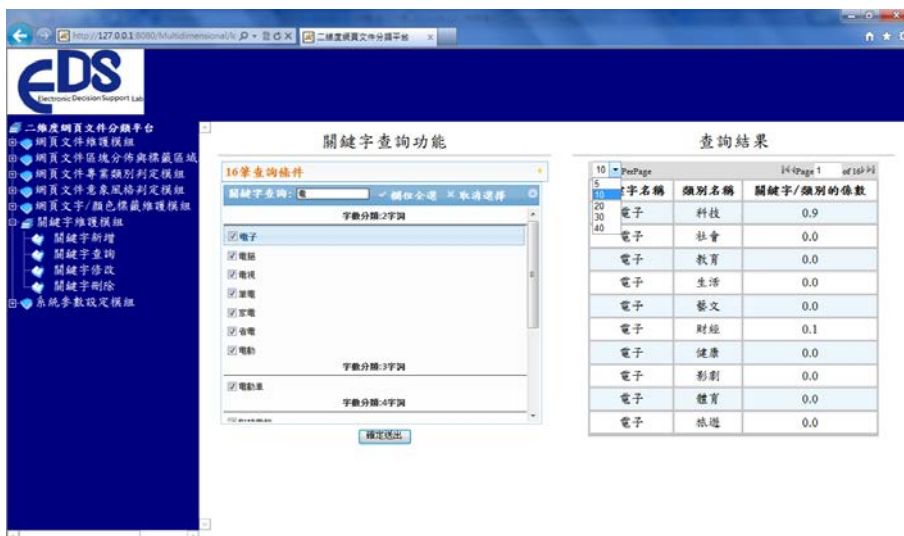 http://127.0.0.1:8080/Multidimensional/k
二維度網頁文件分類平台
EDS
Electronic Decision Support Lab
二維度網頁文件分類平台
網頁文件維護模組
網頁文件區塊分佈與標籤區域
網頁文件專業類別判定模組
網頁文件意象風格判定模組
網頁文字/顏色標籤維護模組
關鍵字維護模組
關鍵字新增
關鍵字查詢
關鍵字修改
關鍵字刪除
系統參數設定模組
關鍵字查詢功能
16筆查詢條件
關鍵字查詢: 電 欄位全選 取消選擇
字數分類:2字詞
電子
電腦
電視
筆電
家電
省電
電動
字數分類:3字詞
電動車
字數分類:4字詞
確定送出
查詢結果
10 PerPage Page 1 of 16
5
10
20
30
40
字名稱 類別名稱 關鍵字/類別的係數
電子 科技 0.9
電子 社會 0.0
電子 教育 0.0
電子 生活 0.0
電子 藝文 0.0
電子 財經 0.1
電子 健康 0.0
電子 影劇 0.0
電子 體育 0.0
電子 旅遊 0.0